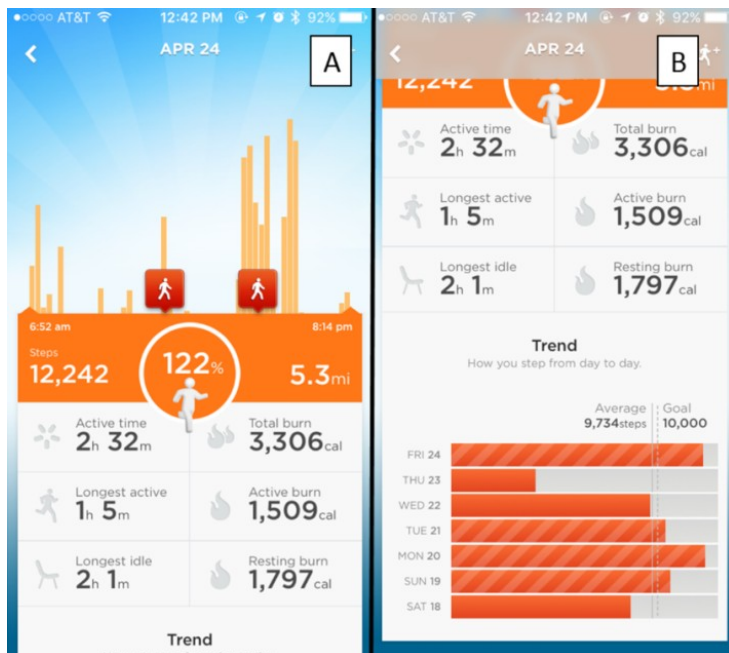 AT&T 12:42 PM 92%
APR 24
A
6:52 am 8:14 pm
Steps
12,242 122% 5.3mi
Active time Total burn
2h 32m 3,306cal
Longest active Active burn
1h 5m 1,509cal
Longest idle Resting burn
2h 1m 1,797cal
Trend
AT&T 12:42 PM 92%
APR 24
B
12,242 5.3mi
Active time Total burn
2h 32m 3,306cal
Longest active Active burn
1h 5m 1,509cal
Longest idle Resting burn
2h 1m 1,797cal
Trend
How you step from day to day.
Average Goal
9,734steps 10,000
FRI 24
THU 23
WED 22
TUE 21
MON 20
SUN 19
SAT 18